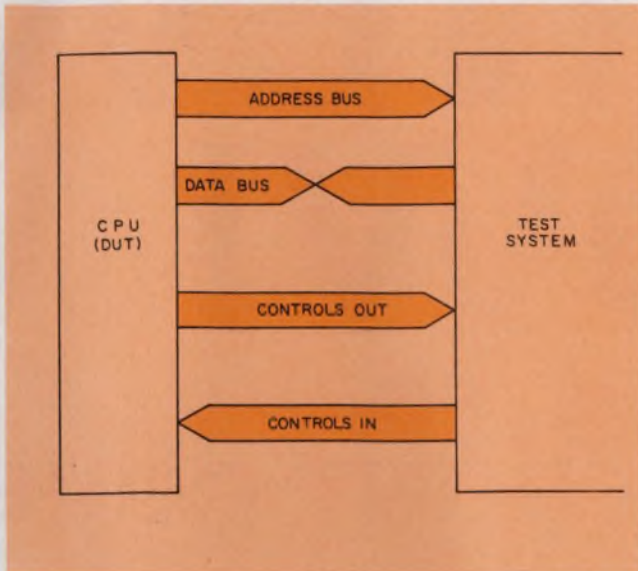 ADDRESS BUS
DATA BUS
CPU
(DUT)
TEST
SYSTEM
CONTROLS OUT
CONTROLS IN